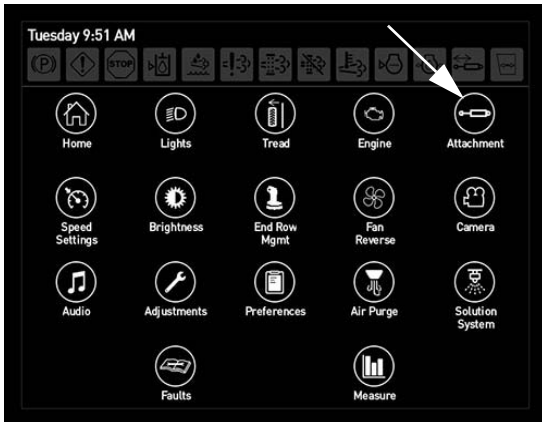 Tuesday 9:51 AM
(P) STOP
Home Lights Tread Engine Attachment
Speed Brightness End Row Fan Camera
Settings Mgmt Reverse
Audio Adjustments Preferences Air Purge Solution
System
Faults Measure